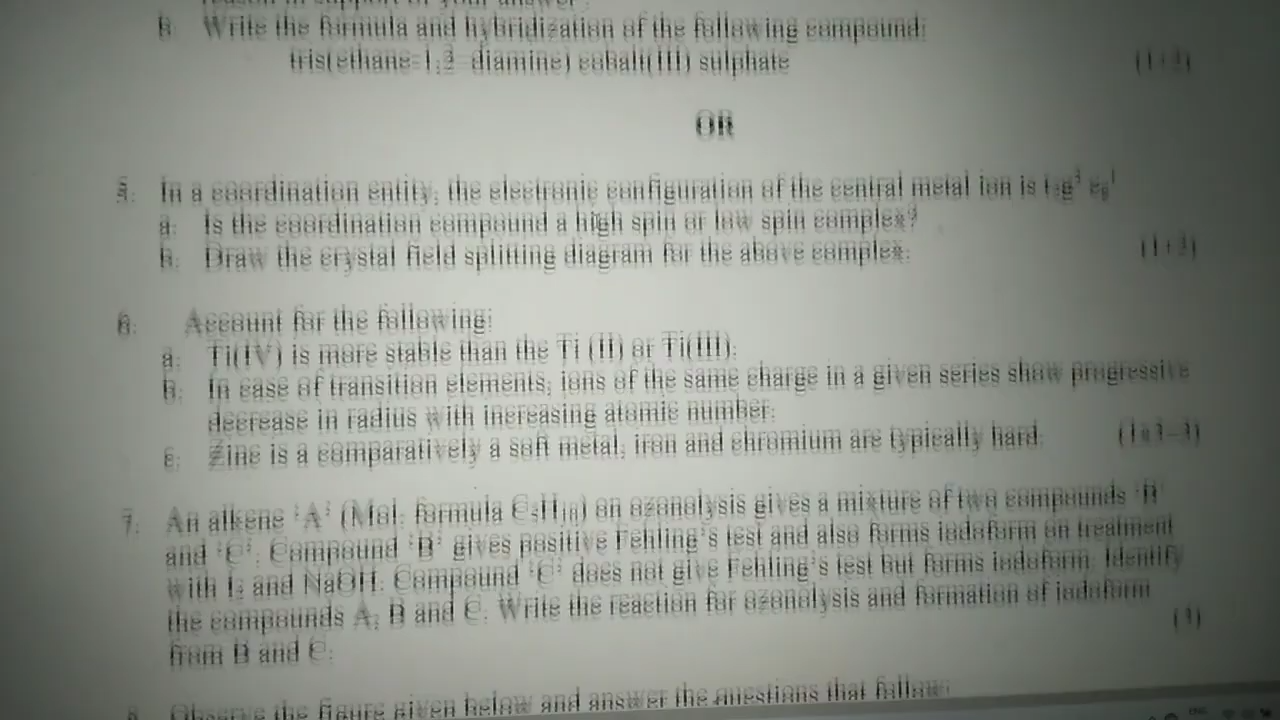 reason in support of your answer.
b. Write the formula and hybridization of the following compound:
tris(ethane-1,2- diamine) cobalt(III) sulphate
OR
5. In a coordination entity, the electronic configuration of the central metal ion is t₂g³ eg¹
a. Is the coordination compound a high spin or low spin complex?
b. Draw the crystal field splitting diagram for the above complex.
6. Account for the following:
a. Ti(IV) is more stable than the Ti (II) or Ti(III).
b. In case of transition elements, ions of the same charge in a given series show progressive
decrease in radius with increasing atomic number.
c. Zinc is a comparatively a soft metal, iron and chromium are typically hard.
7. An alkene 'A' (Mol. formula C₅H₁₀) on ozonolysis gives a mixture of two compounds 'B'
and 'C'. Compound 'B' gives positive Fehling's test and also forms iodoform on treatment
with I₂ and NaOH. Compound 'C' does not give Fehling's test but forms iodoform. Identify
the compounds A, B and C. Write the reaction for ozonolysis and formation of iodoform
from B and C.
8. Observe the figure given below and answer the questions that follow: